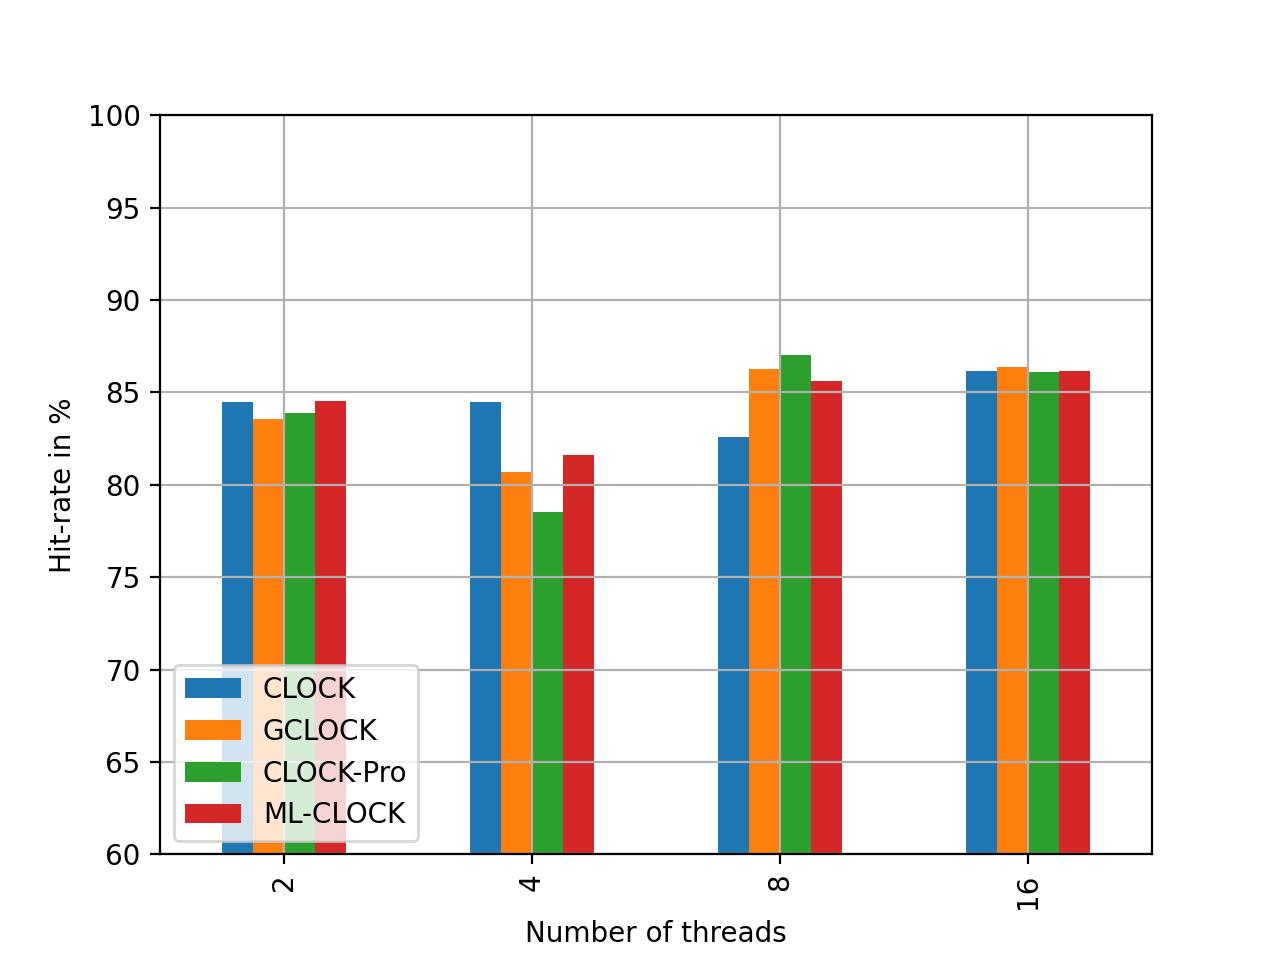 100
95
90
85
80
75
70
65
60
Hit-rate in %
CLOCK
GCLOCK
CLOCK-Pro
ML-CLOCK
2
4
8
16
Number of threads